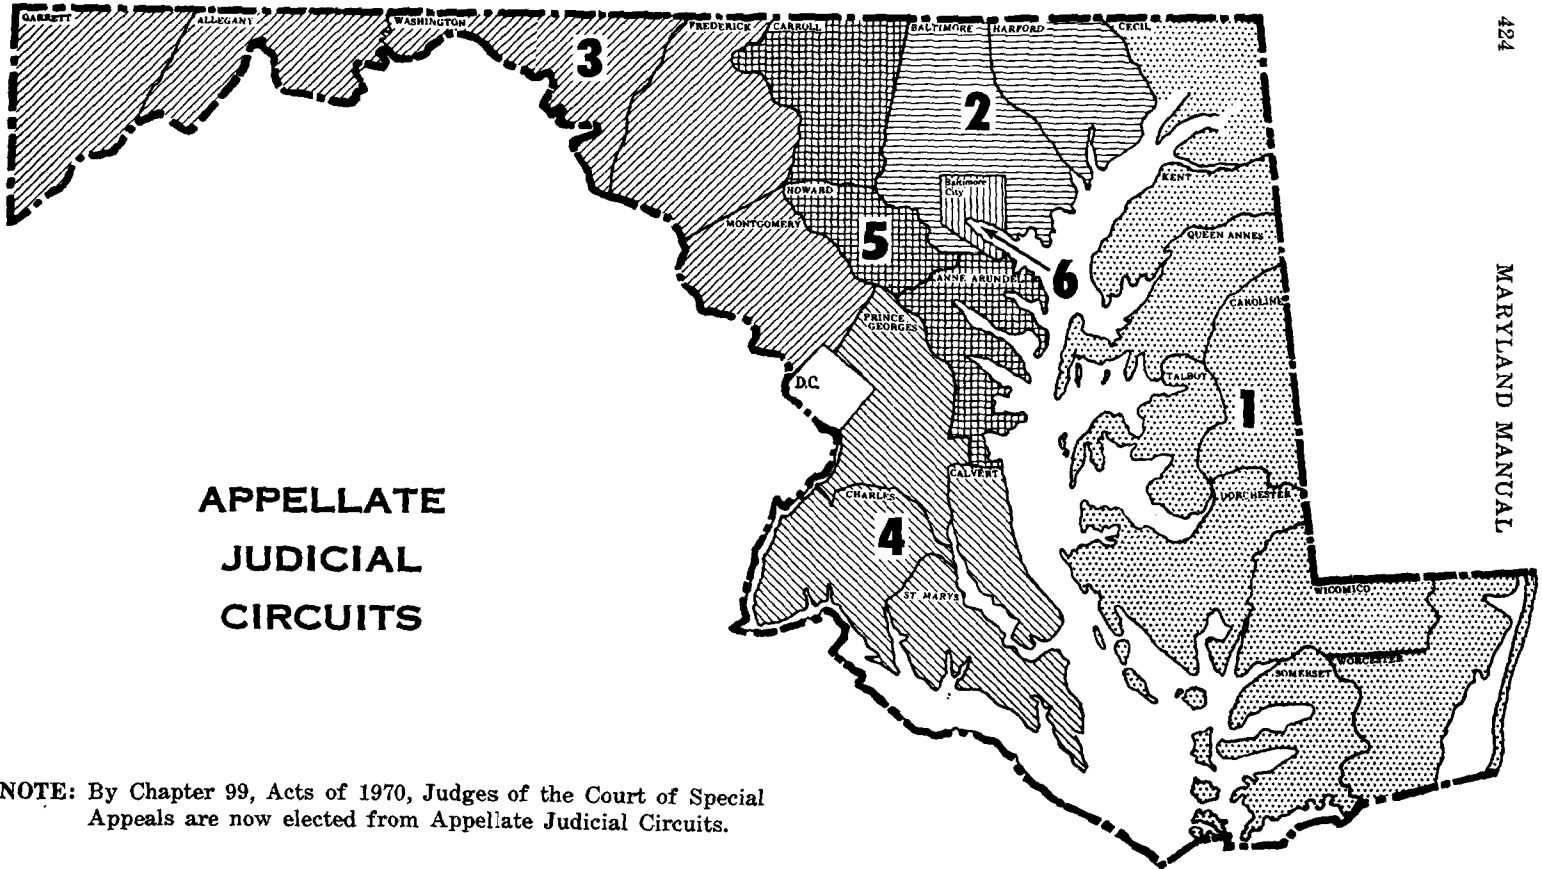 424
MARYLAND MANUAL
GARRETT
ALLEGANY
WASHINGTON
FREDERICK
CARROLL
BALTIMORE
HARFORD
CECIL
3
2
KENT
Baltimore
City
HOWARD
MONTGOMERY
5
QUEEN ANNES
6
ANNE ARUNDEL
CAROLINE
PRINCE
GEORGES
TALBOT
D.C.
1
CALVERT
CHARLES
DORCHESTER
4
ST MARYS
WICOMICO
WORCESTER
SOMERSET
APPELLATE
JUDICIAL
CIRCUITS
NOTE: By Chapter 99, Acts of 1970, Judges of the Court of Special
Appeals are now elected from Appellate Judicial Circuits.